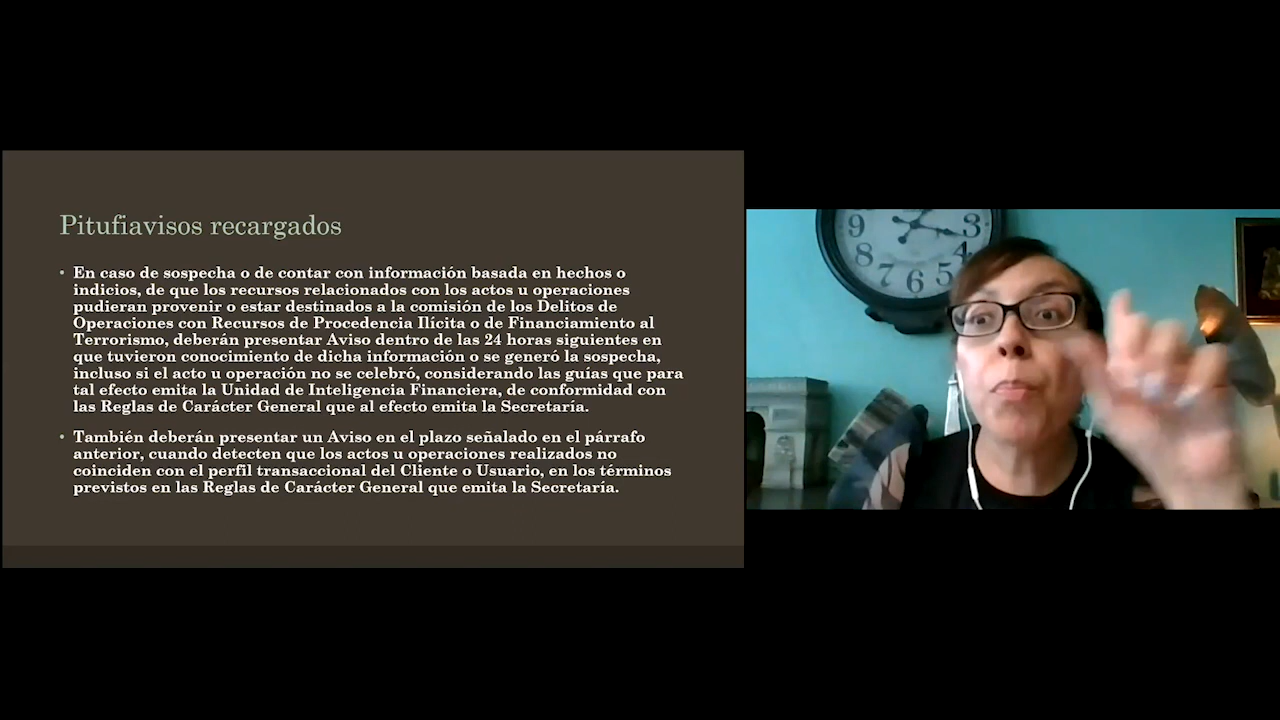 Pitufiavisos recargados
• En caso de sospecha o de contar con información basada en hechos o
indicios, de que los recursos relacionados con los actos u operaciones
pudieran provenir o estar destinados a la comisión de los Delitos de
Operaciones con Recursos de Procedencia Ilícita o de Financiamiento al
Terrorismo, deberán presentar Aviso dentro de las 24 horas siguientes en
que tuvieron conocimiento de dicha información o se generó la sospecha,
incluso si el acto u operación no se celebró, considerando las guías que para
tal efecto emita la Unidad de Inteligencia Financiera, de conformidad con
las Reglas de Carácter General que al efecto emita la Secretaría.
• También deberán presentar un Aviso en el plazo señalado en el párrafo
anterior, cuando detecten que los actos u operaciones realizados no
coinciden con el perfil transaccional del Cliente o Usuario, en los términos
previstos en las Reglas de Carácter General que emita la Secretaría.
9 3
8 4
7 6 5